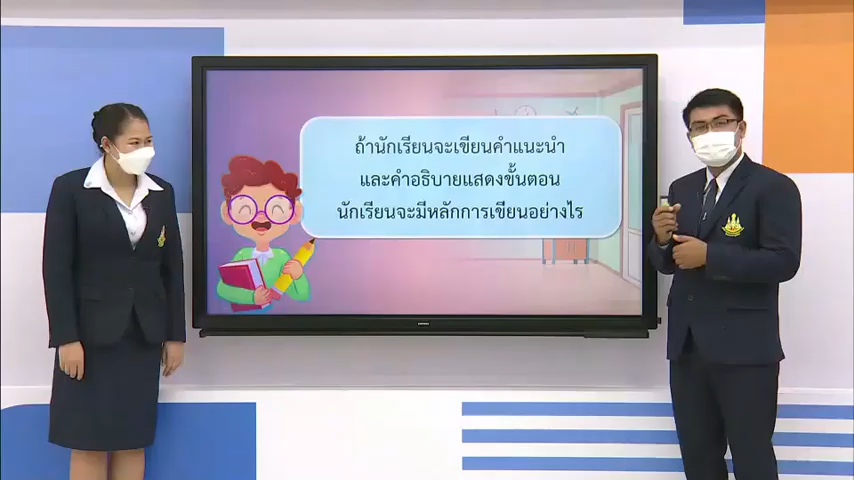 ถ้านักเรียนจะเขียนคำแนะนำ
และคำอธิบายแสดงขั้นตอน
นักเรียนจะมีหลักการเขียนอย่างไร